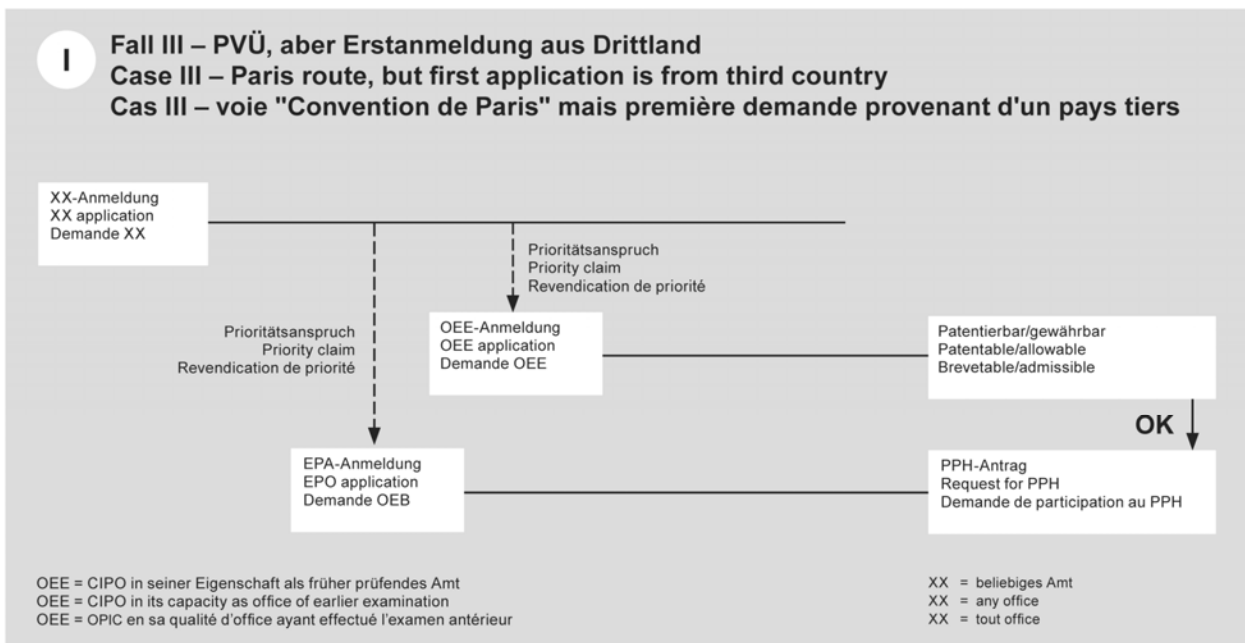 I
Fall III – PVÜ, aber Erstanmeldung aus Drittland
Case III – Paris route, but first application is from third country
Cas III – voie "Convention de Paris" mais première demande provenant d'un pays tiers
XX-Anmeldung
XX application
Demande XX
Prioritätsanspruch
Priority claim
Revendication de priorité
Prioritätsanspruch
Priority claim
Revendication de priorité
OEE-Anmeldung
OEE application
Demande OEE
Patentierbar/gewährbar
Patentable/allowable
Brevetable/admissible
OK
EPA-Anmeldung
EPO application
Demande OEB
PPH-Antrag
Request for PPH
Demande de participation au PPH
OEE = CIPO in seiner Eigenschaft als früher prüfendes Amt
OEE = CIPO in its capacity as office of earlier examination
OEE = OPIC en sa qualité d'office ayant effectué l'examen antérieur
XX = beliebiges Amt
XX = any office
XX = tout office